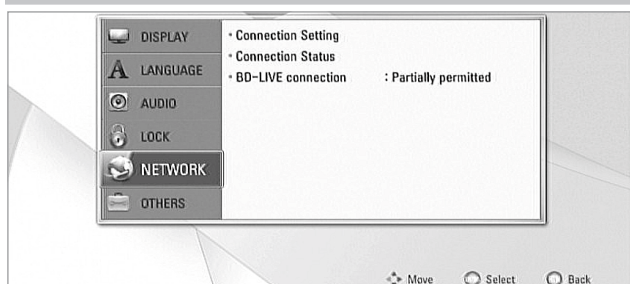 DISPLAY
LANGUAGE
AUDIO
LOCK
NETWORK
OTHERS
• Connection Setting
• Connection Status
• BD-LIVE connection : Partially permitted
Move Select Back